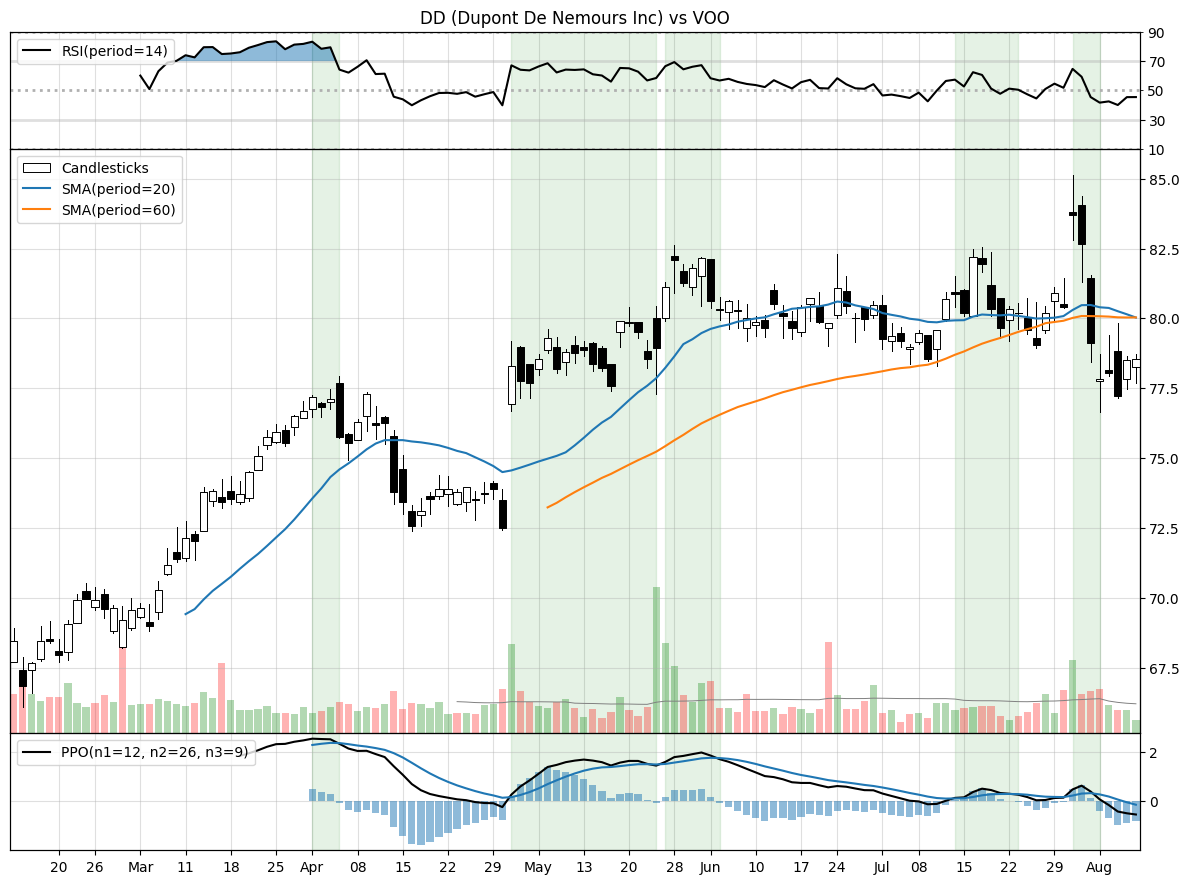 DD (Dupont De Nemours Inc) vs VOO
RSI(period=14)
90
70
50
30
10
Candlesticks
SMA(period=20)
SMA(period=60)
85.0
82.5
80.0
77.5
75.0
72.5
70.0
67.5
PPO(n1=12, n2=26, n3=9)
2
0
20 26 Mar 11 18 25 Apr 08 15 22 29 May 13 20 28 Jun 10 17 24 Jul 08 15 22 29 Aug